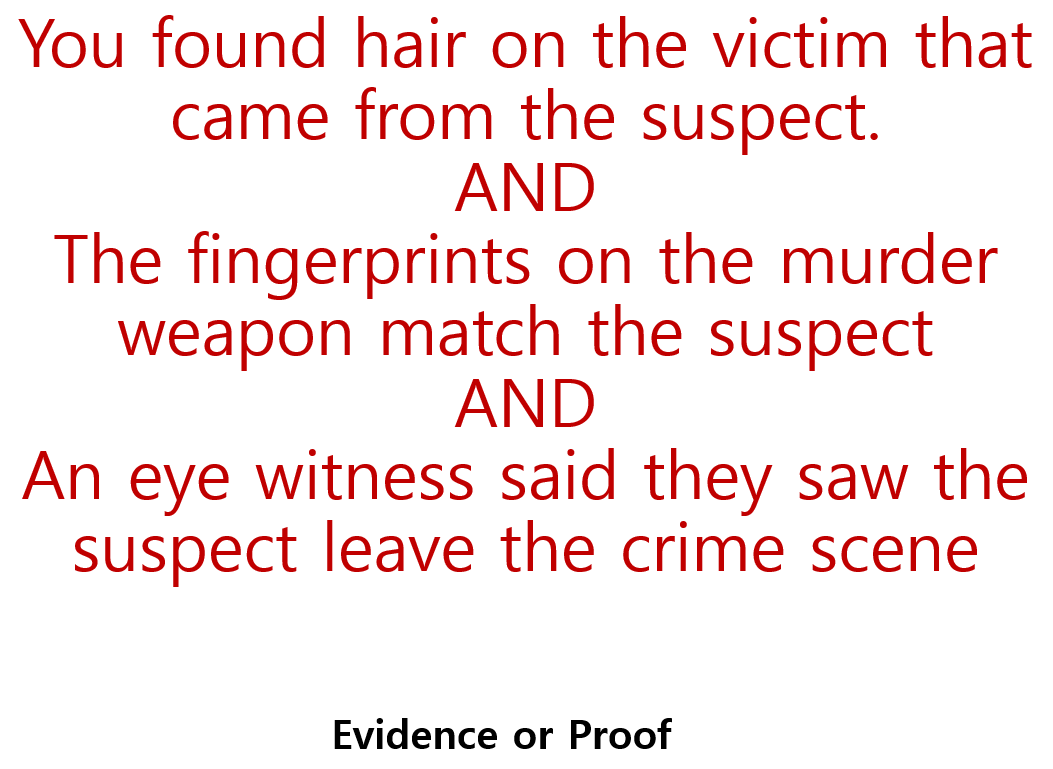 You found hair on the victim that
came from the suspect.
AND
The fingerprints on the murder
weapon match the suspect
AND
An eye witness said they saw the
suspect leave the crime scene
Evidence or Proof